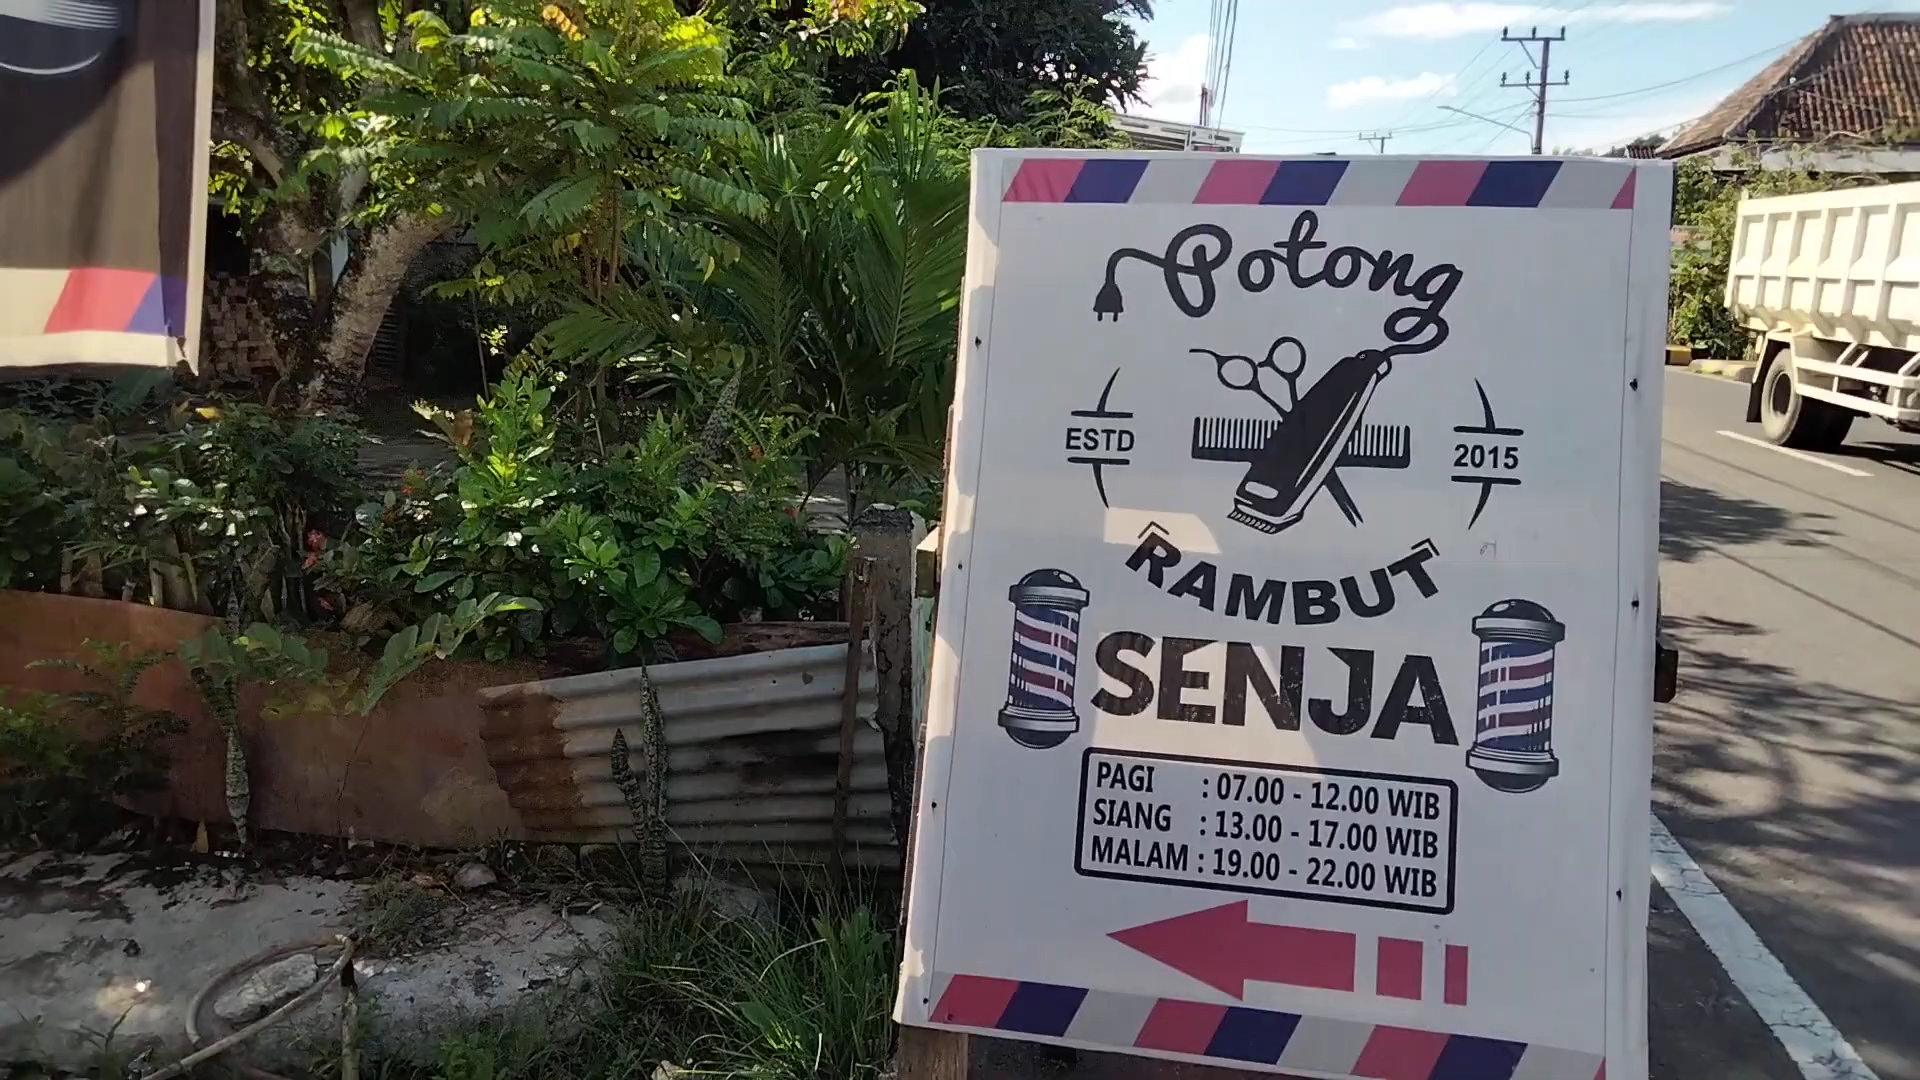 Potong
ESTD
2015
RAMBUT
SENJA
PAGI : 07.00 - 12.00 WIB
SIANG : 13.00 - 17.00 WIB
MALAM : 19.00 - 22.00 WIB